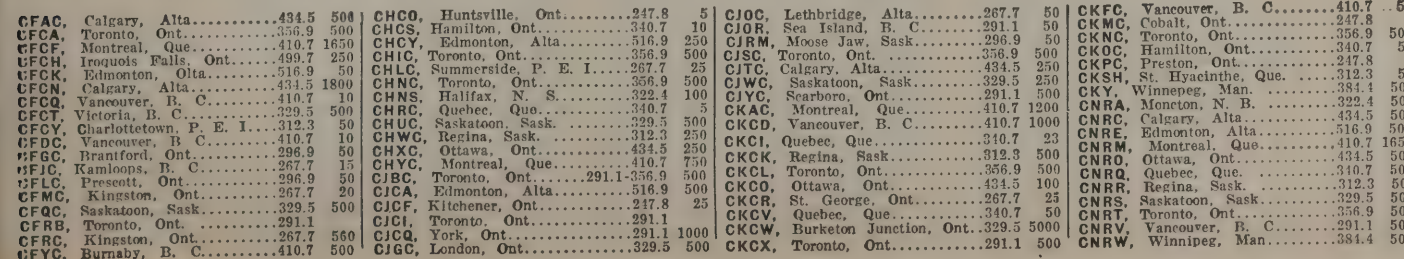 CFAC, Calgary, Alta..........434.5 500
CFCA, Toronto, Ont..........356.9 500
CFCF, Montreal, Que..........410.7 1650
CFCH, Iroquois Falls, Ont....499.7 250
CFCK, Edmonton, Olta.........516.9 50
CFCN, Calgary, Alta..........434.5 1800
CFCQ, Vancouver, B. C........410.7 10
CFCT, Victoria, B. C.........329.5 500
CFCY, Charlottetown, P. E. I....312.3 50
CFDC, Vancouver, B C.........410.7 10
CFGC, Brantford, Ont.........296.9 50
CFJC, Kamloops, B. C.........267.7 15
CFLC, Prescott, Ont..........296.9 50
CFMC, Kingston, Ont..........267.7 20
CFQC, Saskatoon, Sask........329.5 500
CFRB, Toronto, Ont. .........291.1
CFRC, Kingston, Ont..........267.7 560
CFYC, Burnaby, B. C..........410.7 500
CHCO, Huntsville, Ont........247.8 5
CHCS, Hamilton, Ont..........340.7 10
CHCY, Edmonton, Alta.........516.9 250
CHIC, Toronto, Ont...........356.9 500
CHLC, Summerside, P. E. I.....267.7 25
CHNC, Toronto, Ont...........356.9 500
CHNS, Halifax, N. S..........322.4 100
CHRC, Quebec, Que............340.7 5
CHUC, Saskatoon, Sask........329.5 500
CHWC, Regina, Sask...........312.3 250
CHXC, Ottawa, Ont............434.5 250
CHYC, Montreal, Que..........410.7 750
CJBC, Toronto, Ont.......291.1-356.9 500
CJCA, Edmonton, Alta.........516.9 500
CJCF, Kitchener, Ont.........247.8 25
CJCI, Toronto, Ont...........291.1
CJCQ, York, Ont..............291.1 1000
CJGC, London, Ont............329.5 500
CJOC, Lethbridge, Alta.......267.7 50
CJOR, Sea Island, B. C.......291.1 50
CJRM, Moose Jaw, Sask........296.9 50
CJSC, Toronto, Ont. .........356.9 500
CJTC, Calgary, Alta..........434.5 250
CJWC, Saskatoon, Sask........329.5 250
CJYC, Scarboro, Ont..........291.1 500
CKAC, Montreal, Que..........410.7 1200
CKCD, Vancouver, B. C........410.7 1000
CKCI, Quebec, Que............340.7 23
CKCK, Regina, Sask...........312.3 500
CKCL, Toronto, Ont...........356.9 500
CKCO, Ottawa, Ont............434.5 100
CKCR, St. George, Ont........267.7 25
CKCV, Quebec, Que............340.7 50
CKCW, Burketon Junction, Ont..329.5 5000
CKCX, Toronto, Ont...........291.1 500
CKFC, Vancouver, B. C........410.7 5
CKMC, Cobalt, Ont............247.8
CKNC, Toronto, Ont...........356.9 50
CKOC, Hamilton, Ont..........340.7 5
CKPC, Preston, Ont...........247.8
CKSH, St. Hyacinthe, Que. ...312.3 5
CKY, Winnepeg, Man. .........384.4 50
CNRA, Moncton, N. B..........322.4 50
CNRC, Calgary, Alta..........434.5 50
CNRE, Edmonton, Alta.........516.9 50
CNRM, Montreal, Que..........410.7 165
CNRO, Ottawa, Ont............434.5 50
CNRQ, Quebec, Que. ..........340.7 50
CNRR, Regina, Sask. .........312.3 50
CNRS, Saskatoon, Sask........329.5 50
CNRT, Toronto, Ont...........356.9 50
CNRV, Vancouver, B. C........291.1 50
CNRW, Winnipeg, Man..........384.4 50